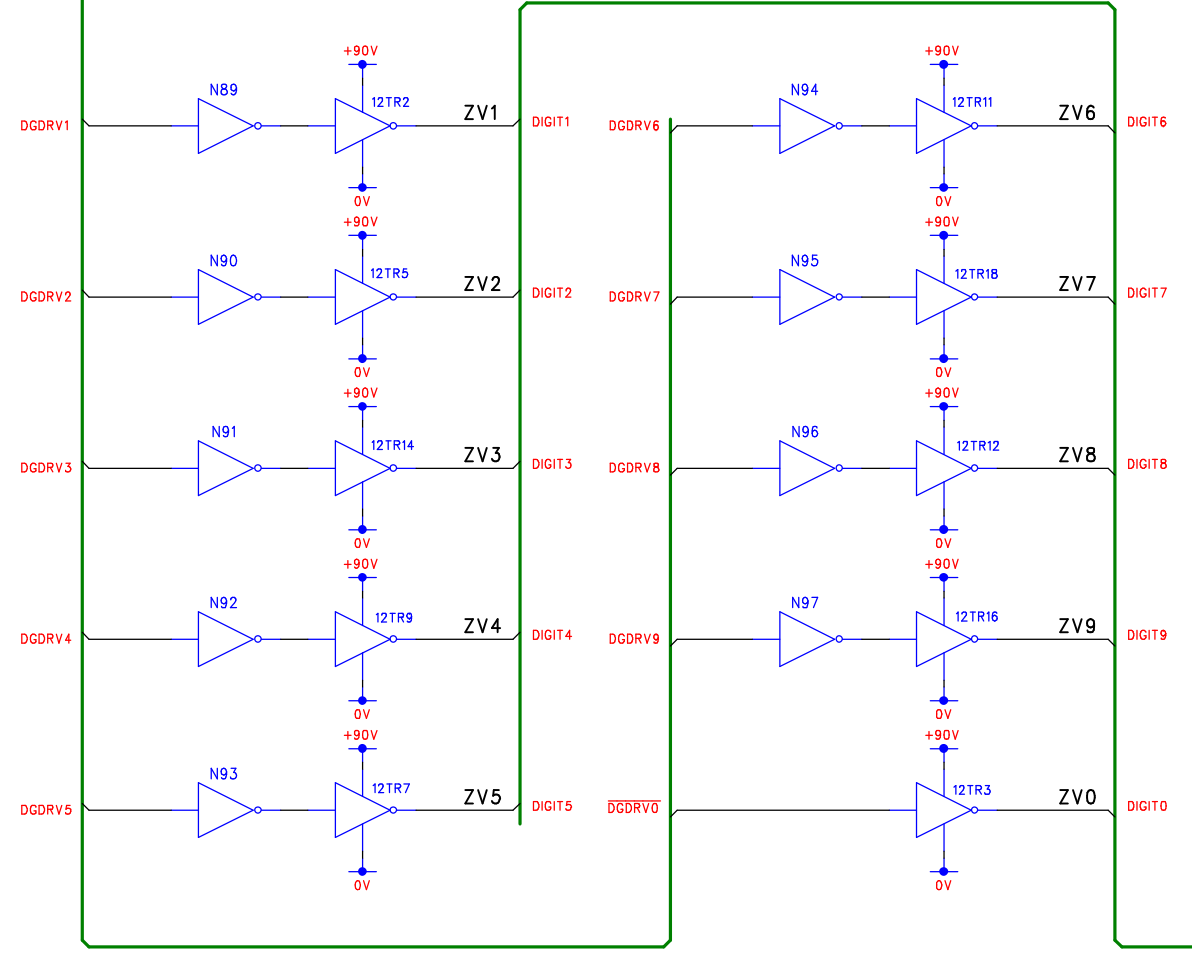 +90V
N89
12TR2
DGDRV1
ZV1
DIGIT1
0V
+90V
N90
12TR5
DGDRV2
ZV2
DIGIT2
0V
+90V
N91
12TR14
DGDRV3
ZV3
DIGIT3
0V
+90V
N92
12TR9
DGDRV4
ZV4
DIGIT4
0V
+90V
N93
12TR7
DGDRV5
ZV5
DIGIT5
0V
+90V
N94
12TR11
DGDRV6
ZV6
DIGIT6
0V
+90V
N95
12TR18
DGDRV7
ZV7
DIGIT7
0V
+90V
N96
12TR12
DGDRV8
ZV8
DIGIT8
0V
+90V
N97
12TR16
DGDRV9
ZV9
DIGIT9
0V
+90V
12TR3
DGDRV0
ZV0
DIGIT0
0V